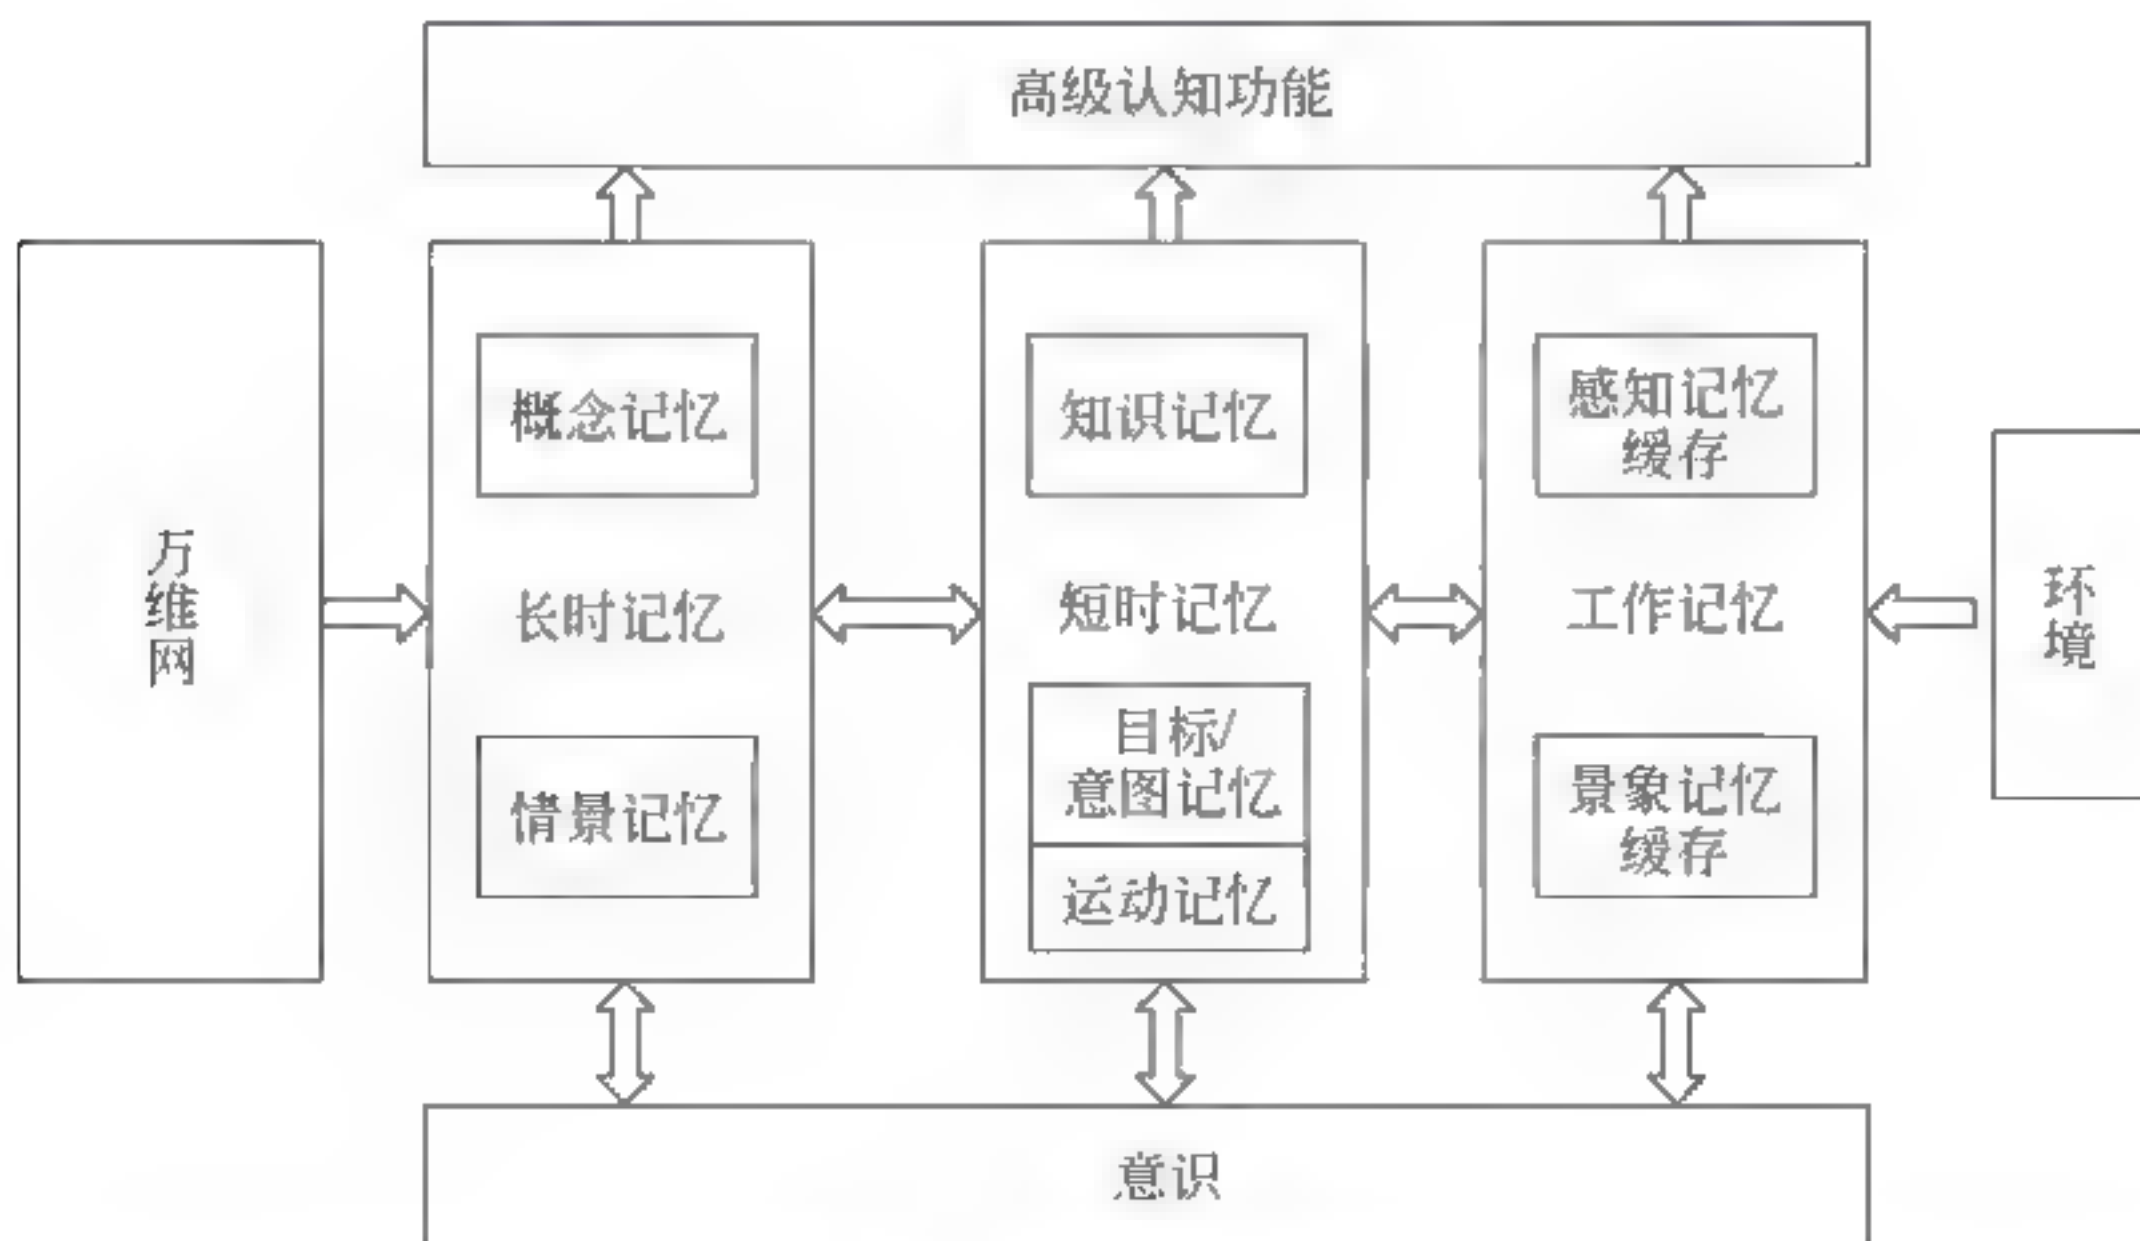 高级认知功能
万维网
概念记忆
长时记忆
情景记忆
知识记忆
短时记忆
目标/
意图记忆
运动记忆
感知记忆
缓存
工作记忆
景象记忆
缓存
环境
意识